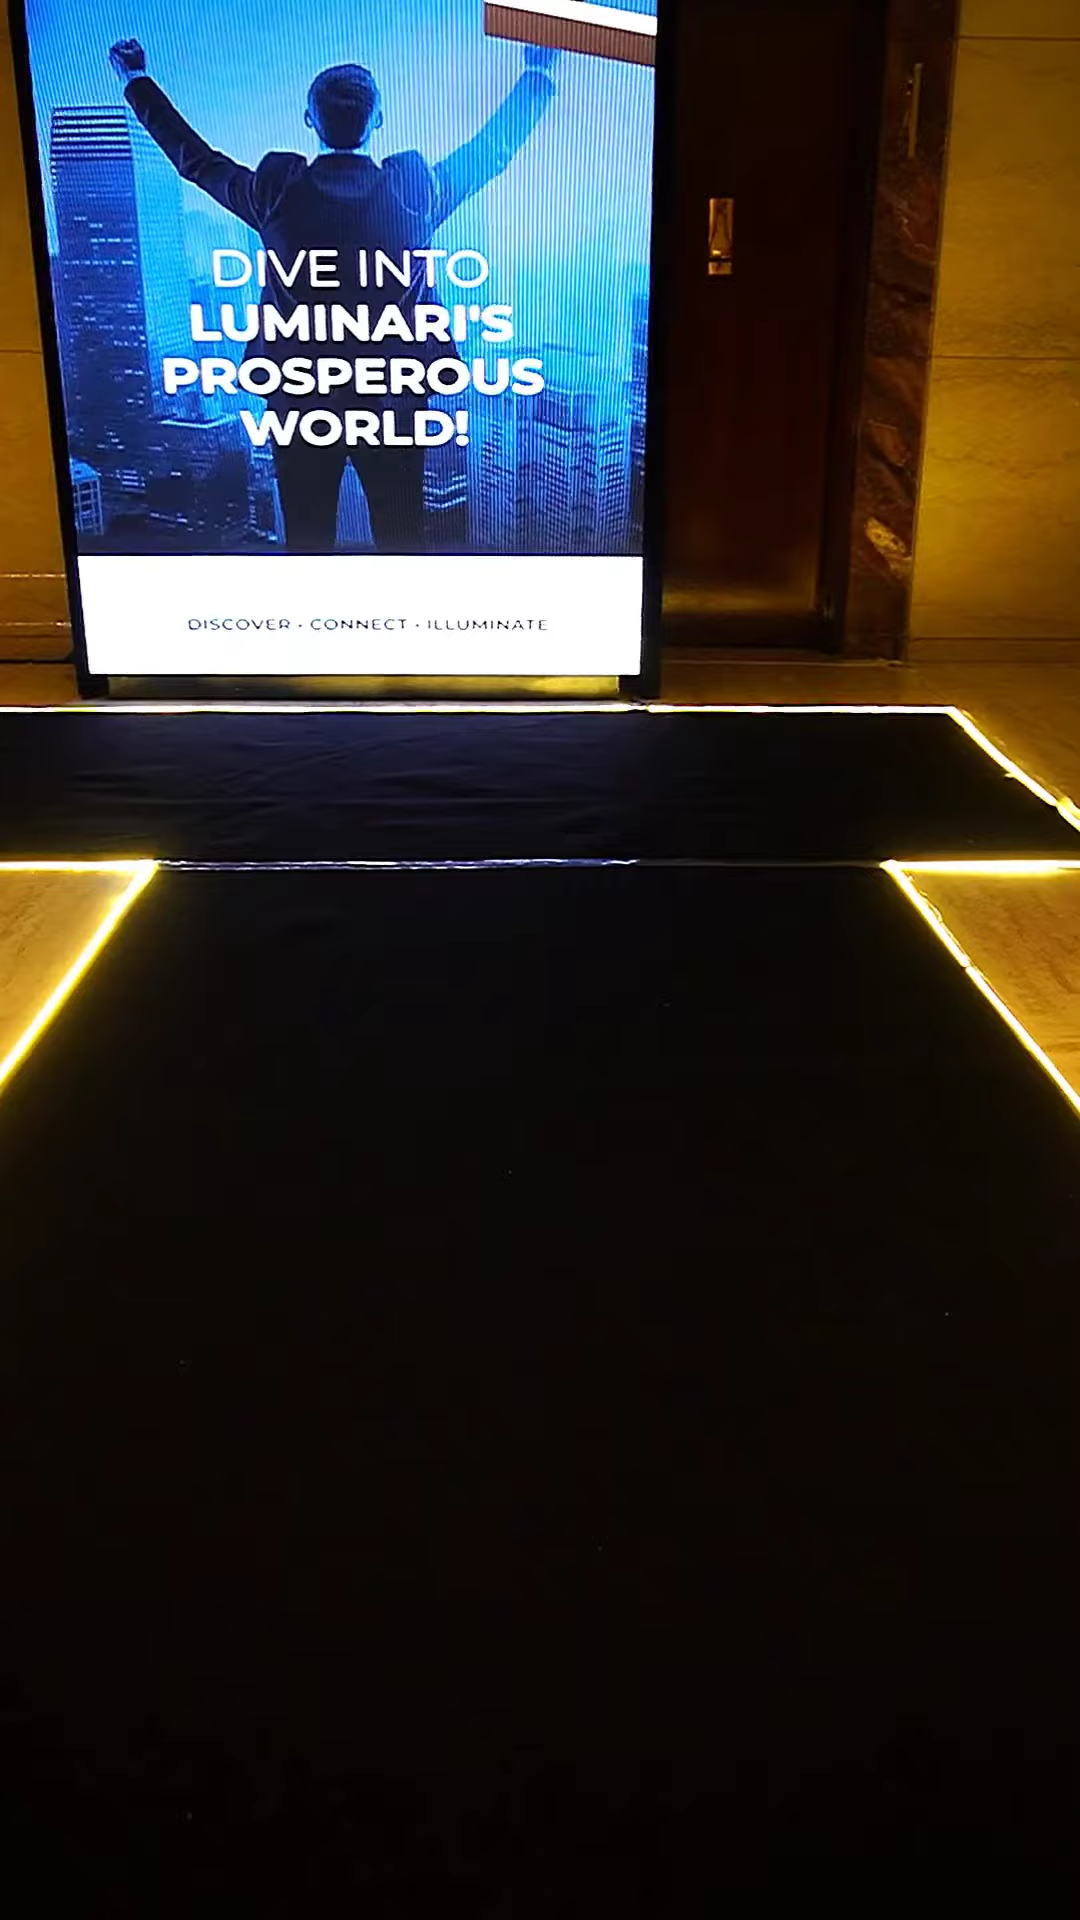 DIVE INTO
LUMINARI'S
PROSPEROUS
WORLD!
DISCOVER · CONNECT · ILLUMINATE